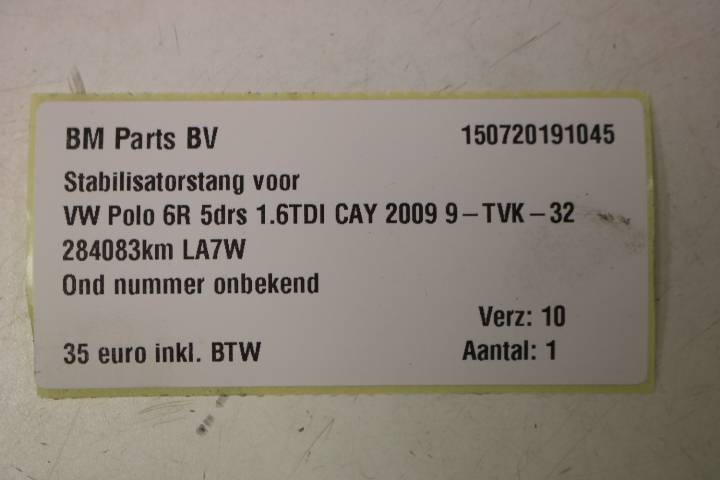 BM Parts BV 150720191045
Stabilisatorstang voor
VW Polo 6R 5drs 1.6TDI CAY 2009 9-TVK-32
284083km LA7W
Ond nummer onbekend
Verz: 10
35 euro inkl. BTW Aantal: 1